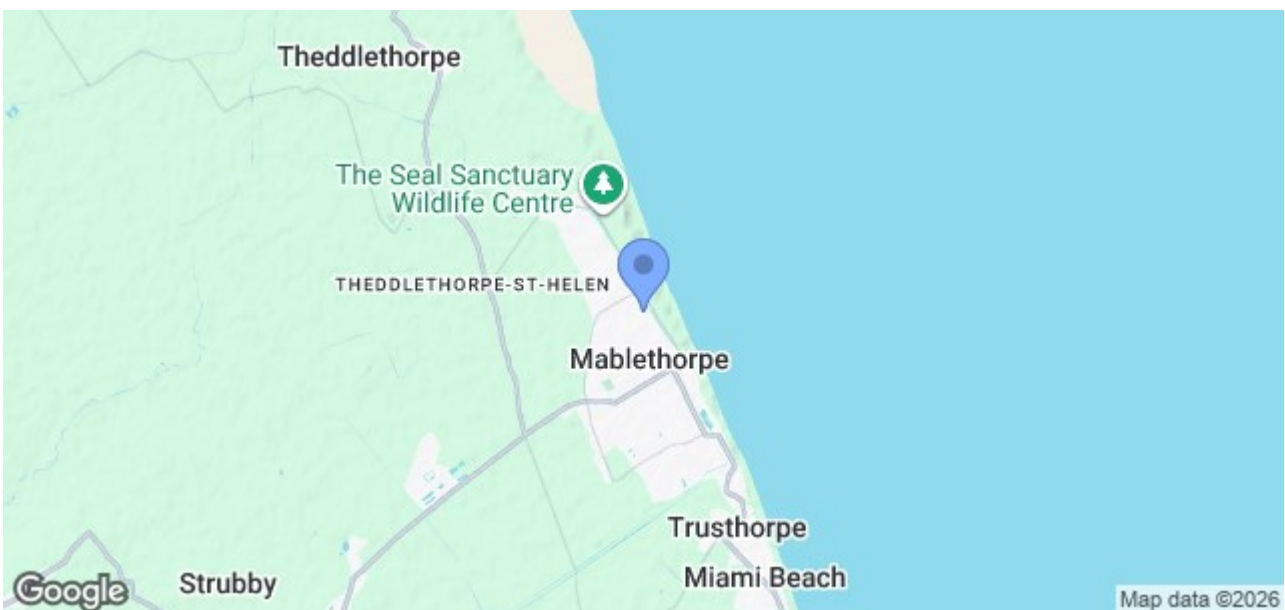 Theddlethorpe
The Seal Sanctuary
Wildlife Centre
THEDDLETHORPE-ST-HELEN
Mablethorpe
Trusthorpe
Miami Beach
Strubby
Google
Map data ©2026